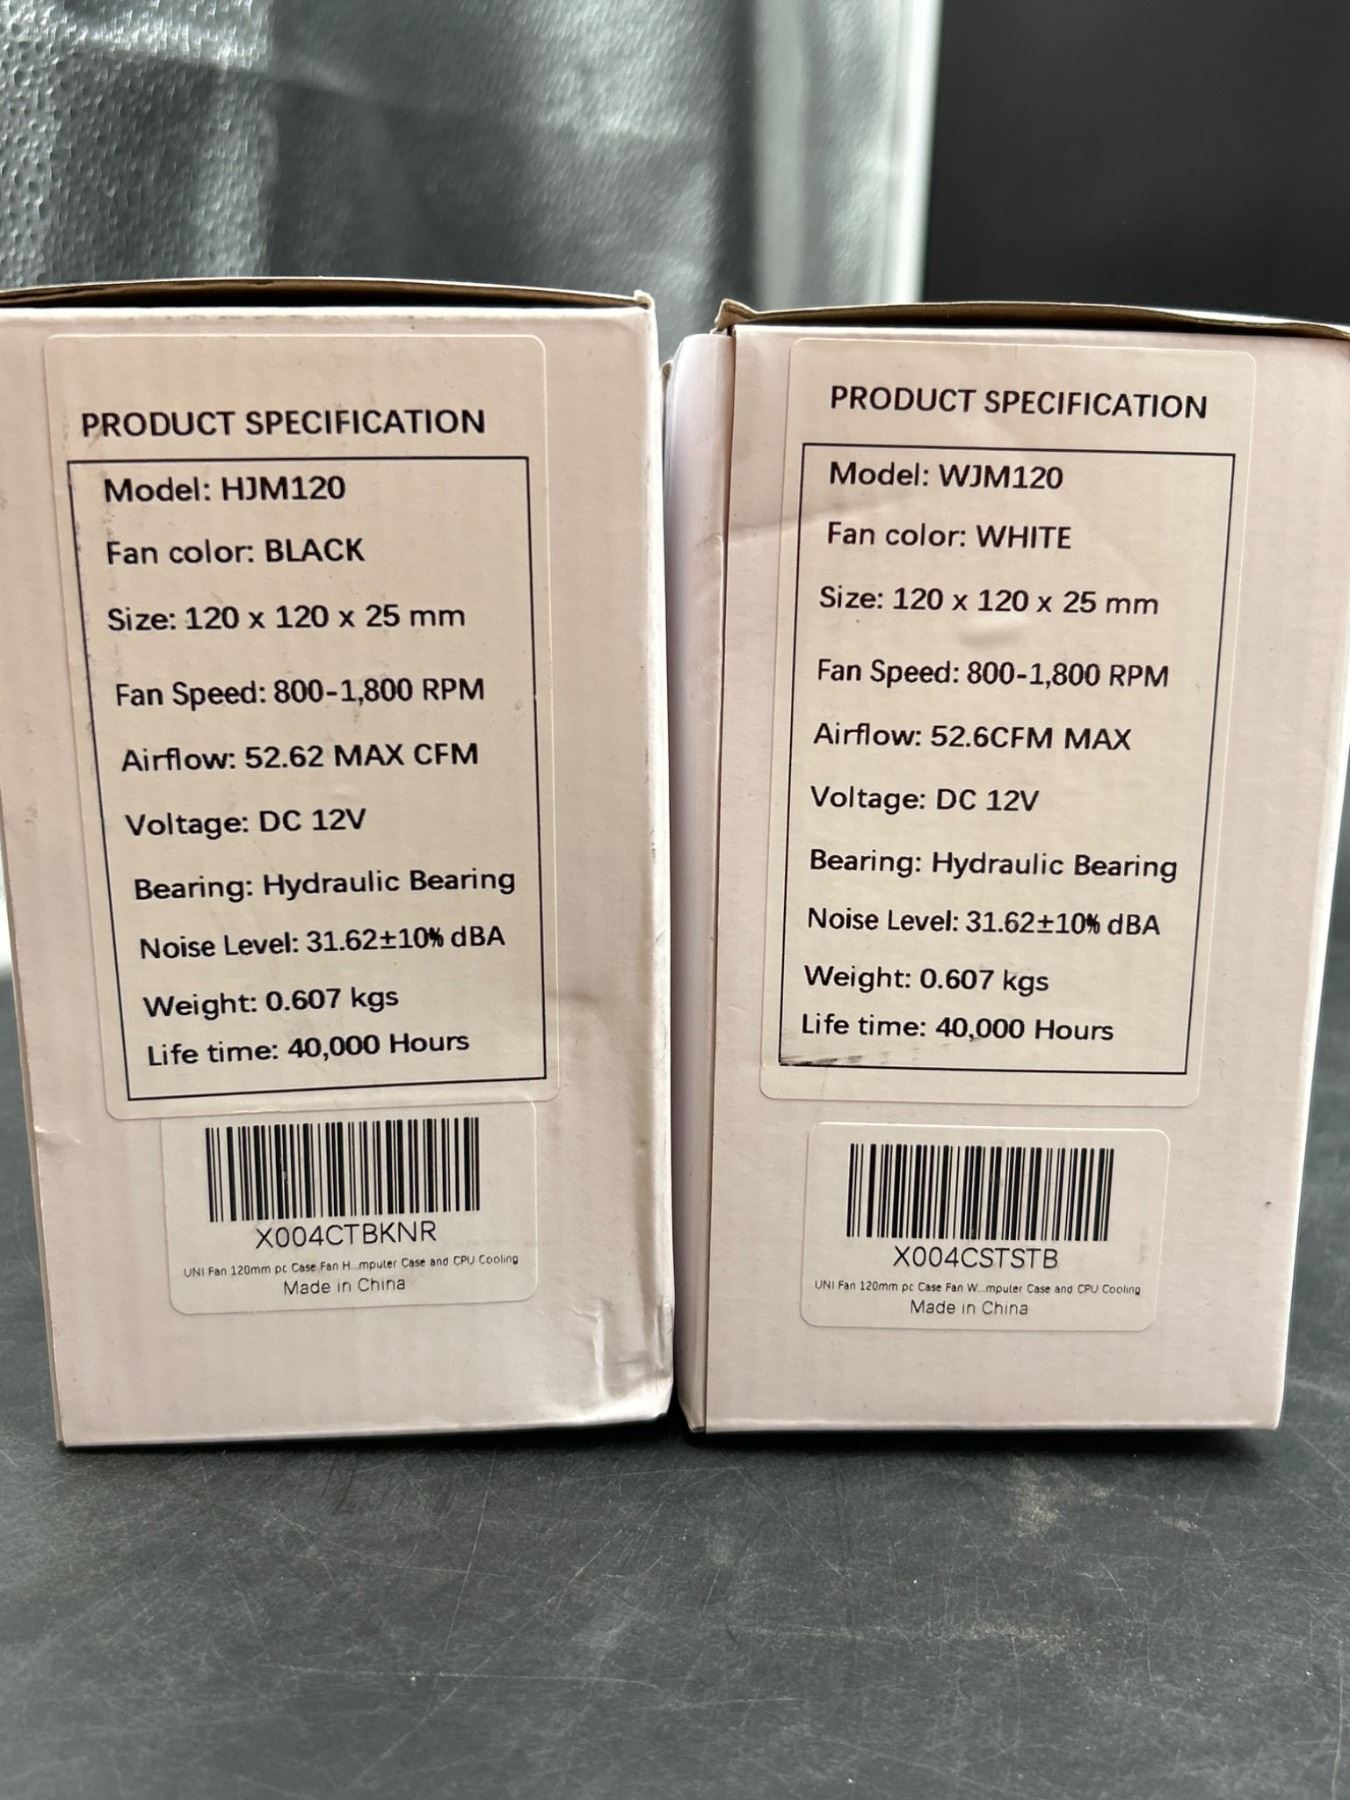 PRODUCT SPECIFICATION
Model: HJM120
Fan color: BLACK
Size: 120 x 120 x 25 mm
Fan Speed: 800-1,800 RPM
Airflow: 52.62 MAX CFM
Voltage: DC 12V
Bearing: Hydraulic Bearing
Noise Level: 31.62±10% dBA
Weight: 0.607 kgs
Life time: 40,000 Hours
X004CTBKNR
UNI Fan 120mm pc Case Fan H...mputer Case and CPU Cooling
Made in China
PRODUCT SPECIFICATION
Model: WJM120
Fan color: WHITE
Size: 120 x 120 x 25 mm
Fan Speed: 800-1,800 RPM
Airflow: 52.6CFM MAX
Voltage: DC 12V
Bearing: Hydraulic Bearing
Noise Level: 31.62±10% dBA
Weight: 0.607 kgs
Life time: 40,000 Hours
X004CSTSTB
UNI Fan 120mm pc Case Fan W...mputer Case and CPU Cooling
Made in China